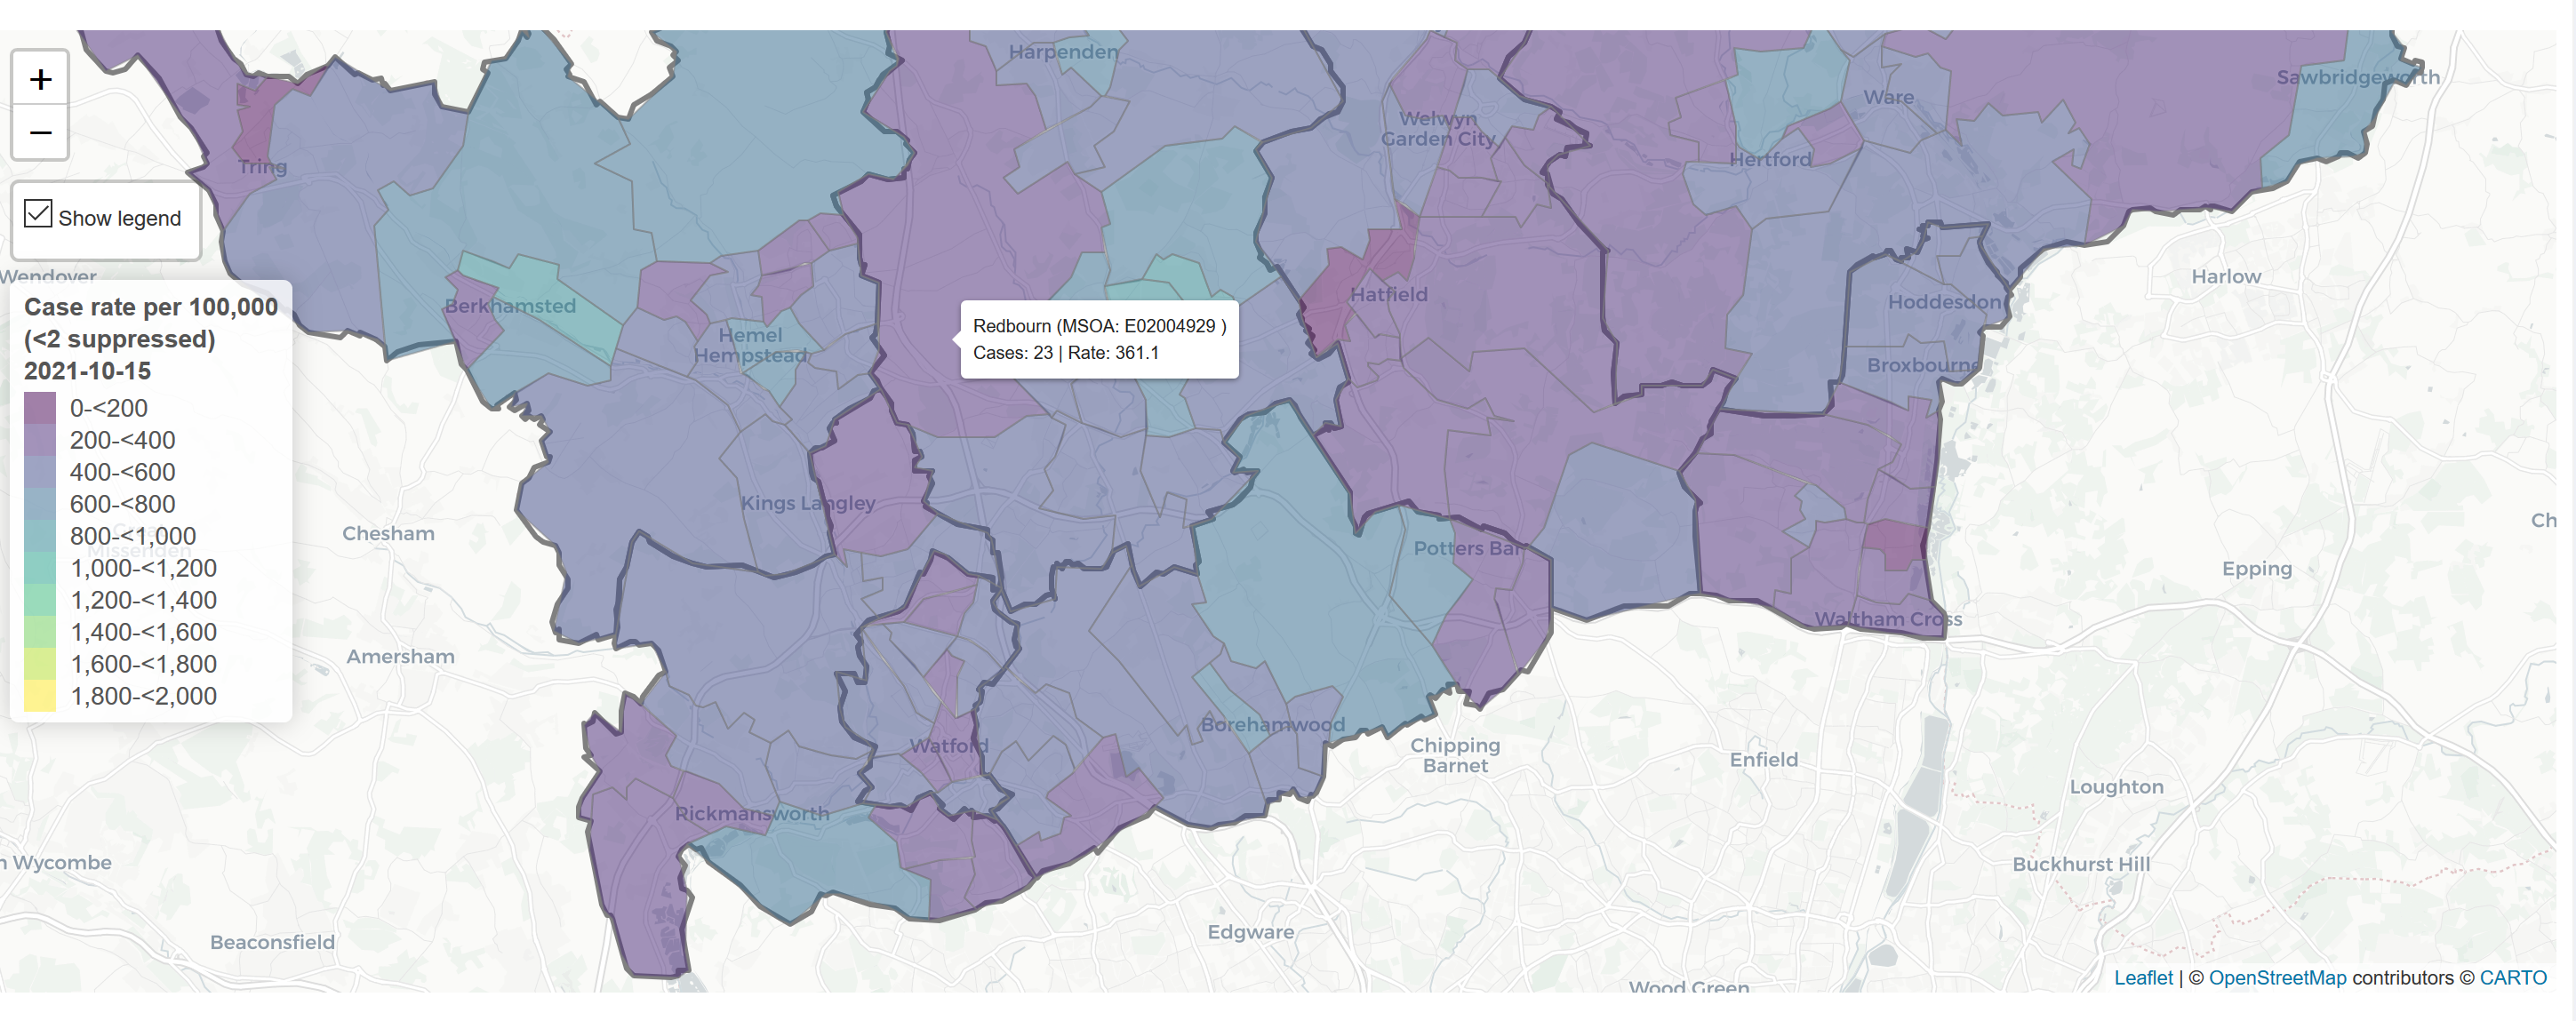 +
−
Show legend
Case rate per 100,000
(<2 suppressed)
2021-10-15
0-<200
200-<400
400-<600
600-<800
800-<1,000
1,000-<1,200
1,200-<1,400
1,400-<1,600
1,600-<1,800
1,800-<2,000
Redbourn (MSOA: E02004929 )
Cases: 23 | Rate: 361.1
Harpenden
Sawbridgeworth
Ware
Welwyn
Garden City
Hertford
Tring
Wendover
Harlow
Hatfield
Hoddesdon
Berkhamsted
Hemel
Hempstead
Broxbourne
Kings Langley
Chesham
Missenden
Ch
Potters Bar
Epping
Waltham Cross
Amersham
Borehamwood
Watford
Chipping
Barnet
Enfield
Loughton
Rickmansworth
n Wycombe
Buckhurst Hill
Edgware
Beaconsfield
Wood Green
Leaflet | © OpenStreetMap contributors © CARTO